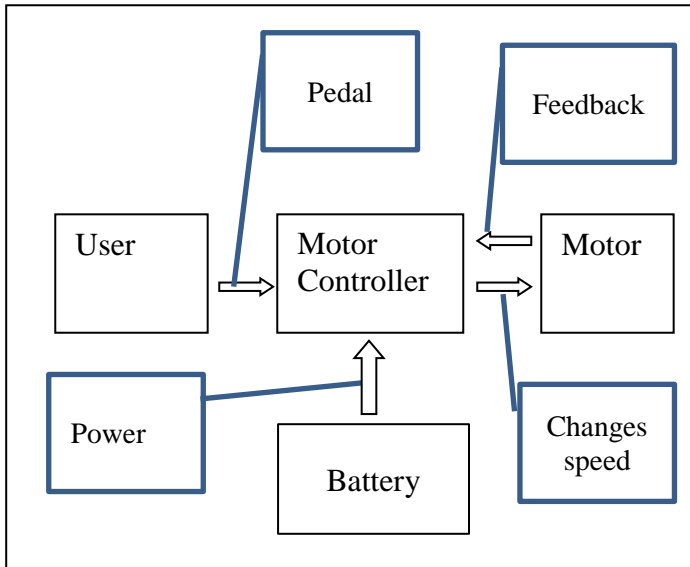 Pedal
Feedback
User
Motor
Controller
Motor
Power
Changes
speed
Battery